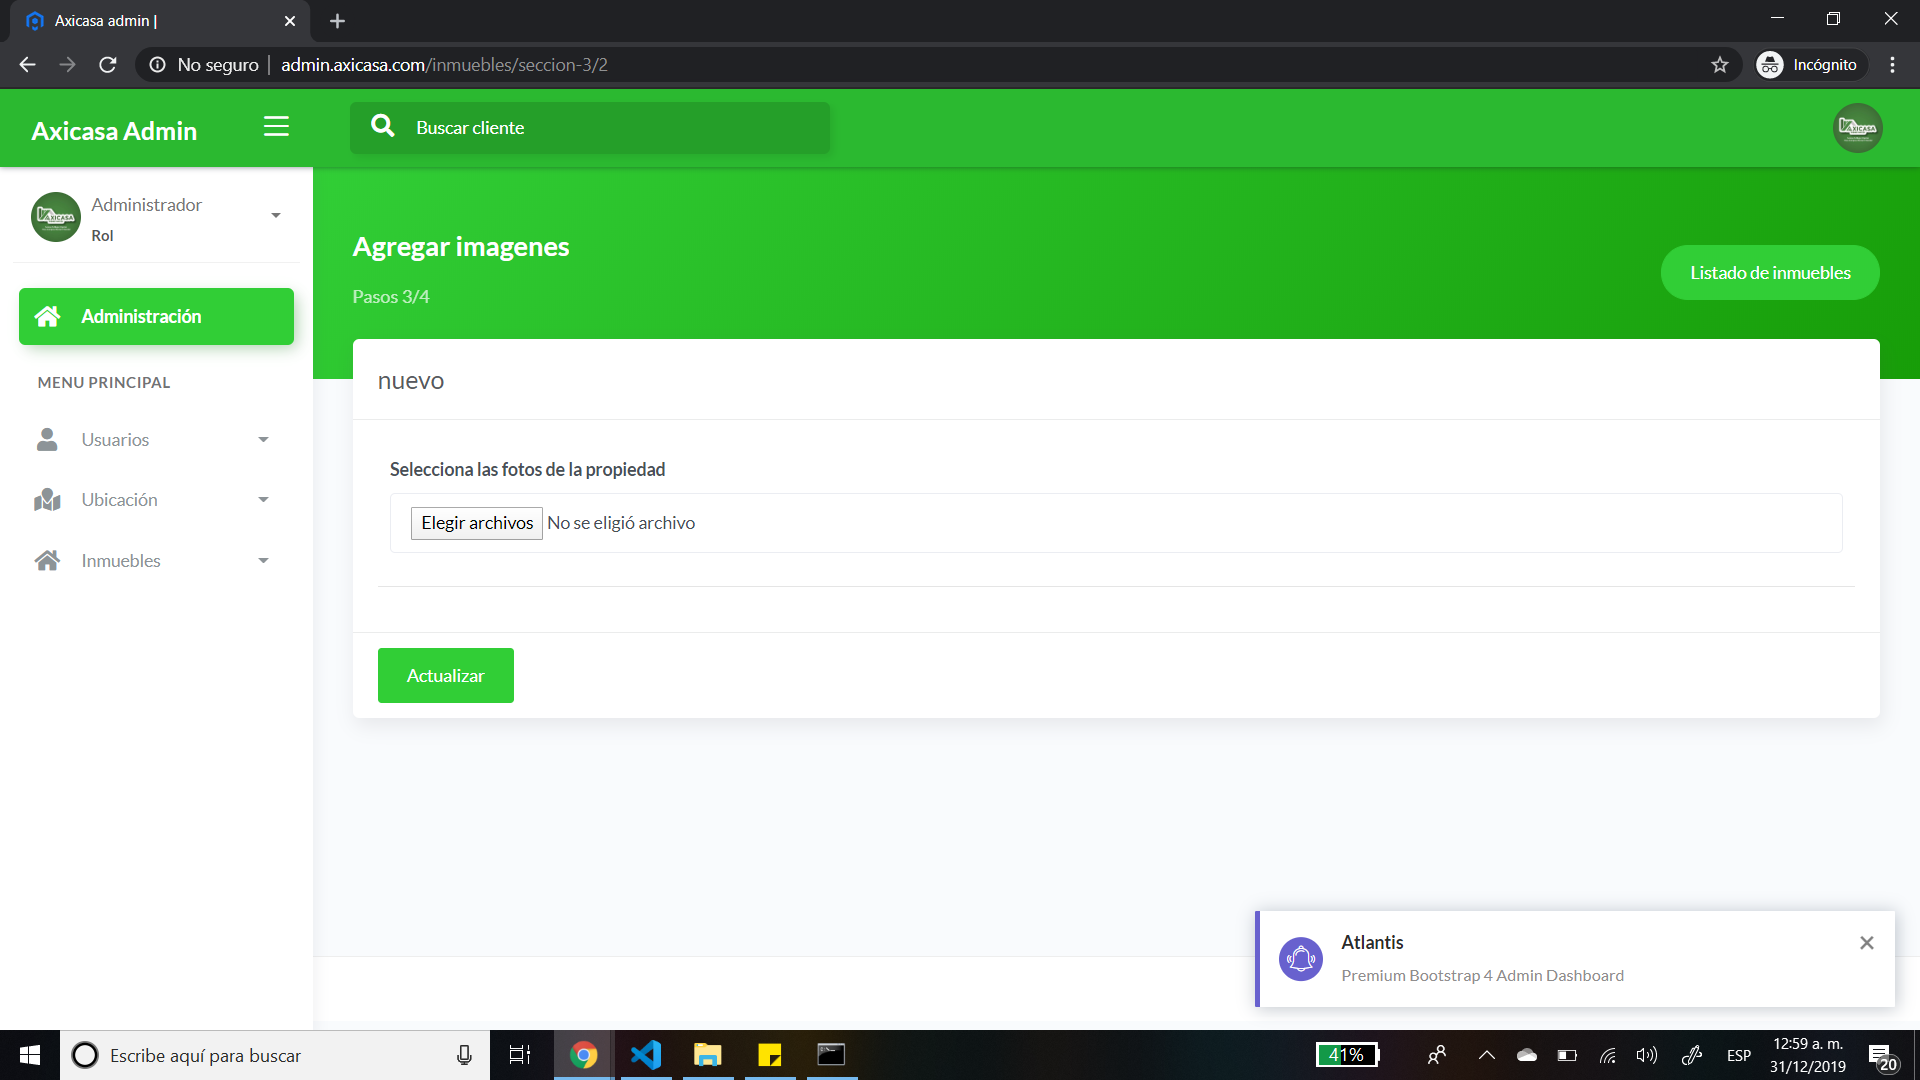 Axicasa admin |
No seguro | admin.axicasa.com/inmuebles/seccion-3/2
Incógnito
Axicasa Admin
Buscar cliente
AXICASA
AXICASA
Administrador
Rol
Agregar imagenes
Pasos 3/4
Listado de inmuebles
Administración
MENU PRINCIPAL
Usuarios
Ubicación
Inmuebles
nuevo
Selecciona las fotos de la propiedad
Elegir archivos No se eligió archivo
Actualizar
Atlantis
Premium Bootstrap 4 Admin Dashboard
Escribe aquí para buscar
41%
ESP
12:59 a. m.
31/12/2019
20